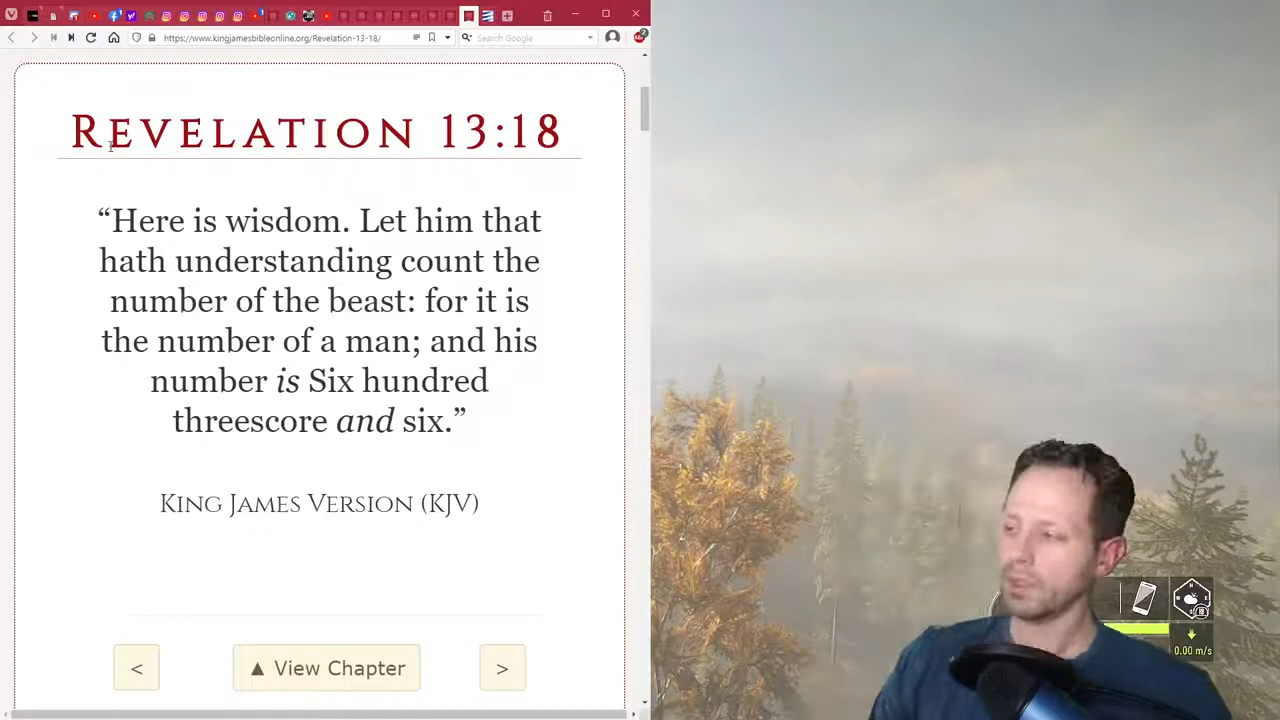 https://www.kingjamesbibleonline.org/Revelation-13-18/
Search Google
Revelation 13:18
“Here is wisdom. Let him that
hath understanding count the
number of the beast: for it is
the number of a man; and his
number is Six hundred
threescore and six.”
King James Version (KJV)
<
▲ View Chapter
>
0.00 m/s